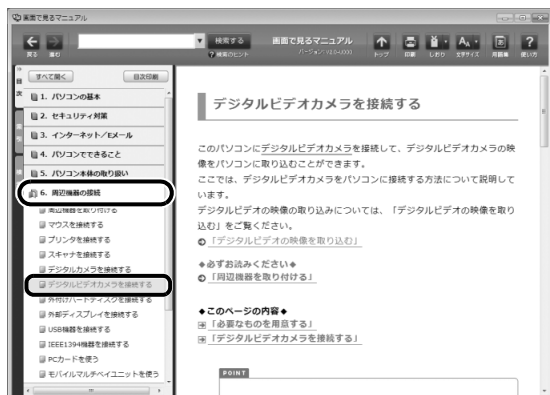 画面で見るマニュアル
戻る 進む
検索する
検索のヒント
画面で見るマニュアル
トップ 印刷 しおり 文字サイズ 用語集 使い方
目次
すべて開く 目次印刷
1. パソコンの基本
2. セキュリティ対策
3. インターネット／Eメール
4. パソコンでできること
5. パソコン本体の取り扱い
6. 周辺機器の接続
周辺機器を取り付ける
マウスを接続する
プリンタを接続する
スキャナを接続する
デジタルカメラを接続する
デジタルビデオカメラを接続する
外付けハードディスクを接続する
外部ディスプレイを接続する
USB機器を接続する
IEEE1394機器を接続する
PCカードを使う
モバイルマルチベイユニットを使う
デジタルビデオカメラを接続する
このパソコンにデジタルビデオカメラを接続して、デジタルカメラの映
像をパソコンに取り込むことができます。
ここでは、デジタルビデオカメラをパソコンに接続する方法について説明して
います。
デジタルビデオの映像の取り込みについては、「デジタルビデオの映像を取り
込む」をご覧ください。
「デジタルビデオの映像を取り込む」
◆必ずお読みください◆
「周辺機器を取り付ける」
◆このページの内容◆
「必要なものを用意する」
「デジタルビデオカメラを接続する」
POINT